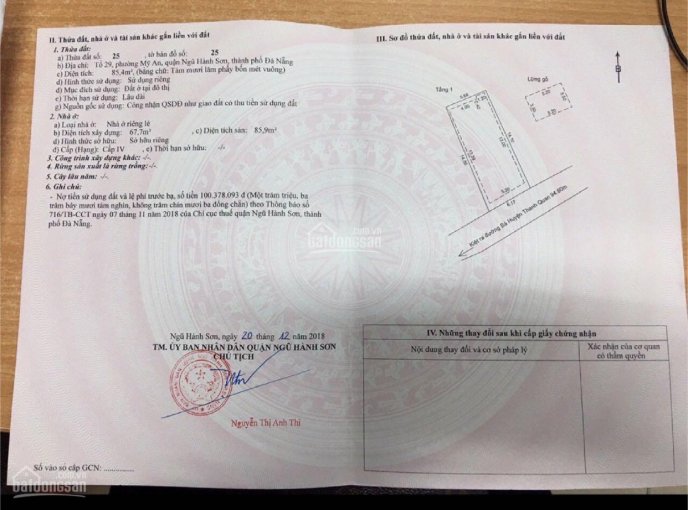 II. Thửa đất, nhà ở và tài sản khác gắn liền với đất
1. Thửa đất:
a) Thửa đất số: 25, tờ bản đồ số: 25
b) Địa chỉ: Tổ 29, phường Mỹ An, quận Ngũ Hành Sơn, thành phố Đà Nẵng
c) Diện tích: 85,4m², (bằng chữ: Tám mươi lăm phẩy bốn mét vuông)
d) Hình thức sử dụng: Sử dụng riêng
đ) Mục đích sử dụng: Đất ở tại đô thị
e) Thời hạn sử dụng: Lâu dài
g) Nguồn gốc sử dụng: Công nhận QSDĐ như giao đất có thu tiền sử dụng đất
2. Nhà ở:
a) Loại nhà ở: Nhà ở riêng lẻ
b) Diện tích xây dựng: 67,7m², c) Diện tích sàn: 85,9m²
d) Hình thức sở hữu: Sở hữu riêng
đ) Cấp (Hạng): Cấp IV, e) Thời hạn sở hữu: -/-
3. Công trình xây dựng khác: -/-
4. Rừng sản xuất là rừng trồng: -/-
5. Cây lâu năm: -/-
6. Ghi chú:
- Nợ tiền sử dụng đất và lệ phí trước bạ, số tiền 100.378.093 đ (Một trăm triệu, ba
trăm bảy mươi tám nghìn, không trăm chín mươi ba đồng chẵn) theo Thông báo số
716/TB-CCT ngày 07 tháng 11 năm 2018 của Chi cục thuế quận Ngũ Hành Sơn, thành
phố Đà Nẵng.
Ngũ Hành Sơn, ngày 20 tháng 12 năm 2018
TM. ỦY BAN NHÂN DÂN QUẬN NGŨ HÀNH SƠN
CHỦ TỊCH
Nguyễn Thị Anh Thi
Số vào sổ cấp GCN: ..............
III. Sơ đồ thửa đất, nhà ở và tài sản khác gắn liền với đất
B
Tầng 1
Lửng gỗ
Kiệt ra đường Bà Huyện Thanh Quan 94.80m
IV. Những thay đổi sau khi cấp giấy chứng nhận
Nội dung thay đổi và cơ sở pháp lý
Xác nhận của cơ quan
có thẩm quyền
batdongsan
.com.vn
batdongsan
.com.vn